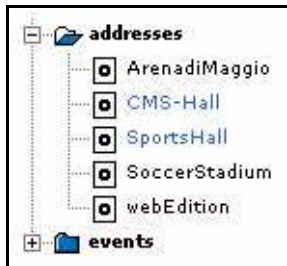 addresses
ArenadiMaggio
CMS-Hall
SportsHall
SoccerStadium
webEdition
events